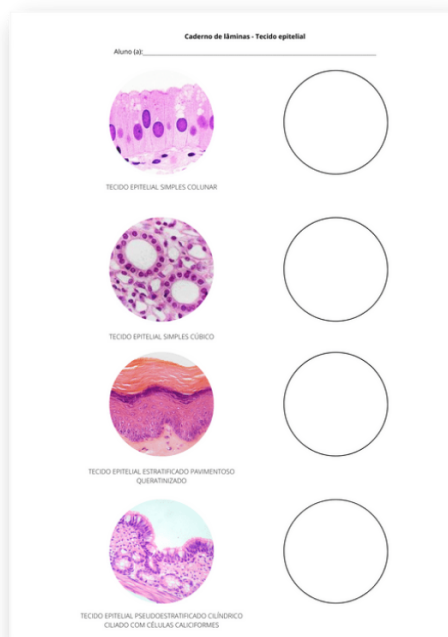 Caderno de lâminas - Tecido epitelial
Aluno (a):
TECIDO EPITELIAL SIMPLES COLUNAR
TECIDO EPITELIAL SIMPLES CÚBICO
TECIDO EPITELIAL ESTRATIFICADO PAVIMENTOSO
QUERATINIZADO
TECIDO EPITELIAL PSEUDOESTRATIFICADO CILÍNDRICO
CILIADO COM CÉLULAS CALICIFORMES